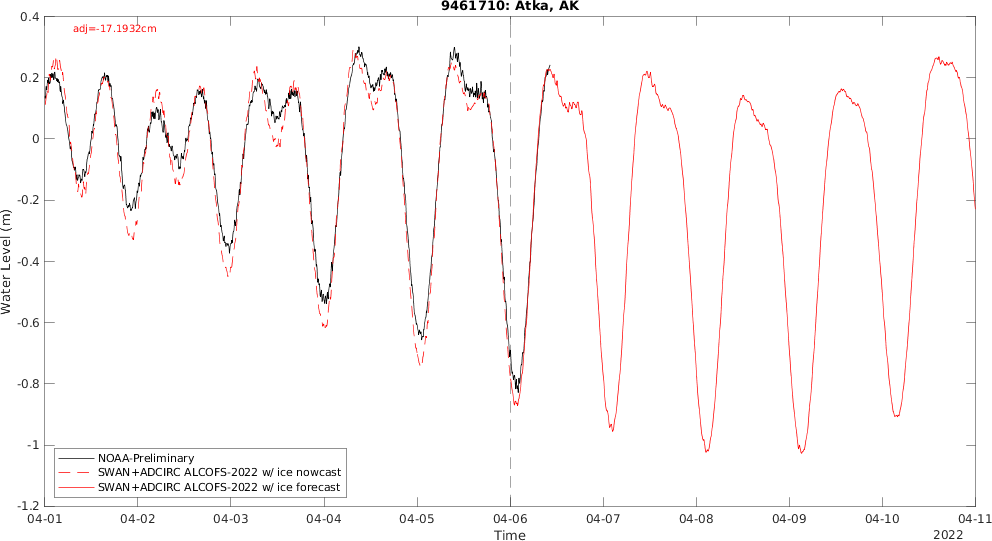 9461710: Atka, AK
adj=-17.1932cm
0.4
0.2
0
-0.2
-0.4
-0.6
-0.8
-1
-1.2
Water Level (m)
NOAA-Preliminary
SWAN+ADCIRC ALCOFS-2022 w/ ice nowcast
SWAN+ADCIRC ALCOFS-2022 w/ ice forecast
04-01 04-02 04-03 04-04 04-05 04-06 04-07 04-08 04-09 04-10 04-11
Time
2022